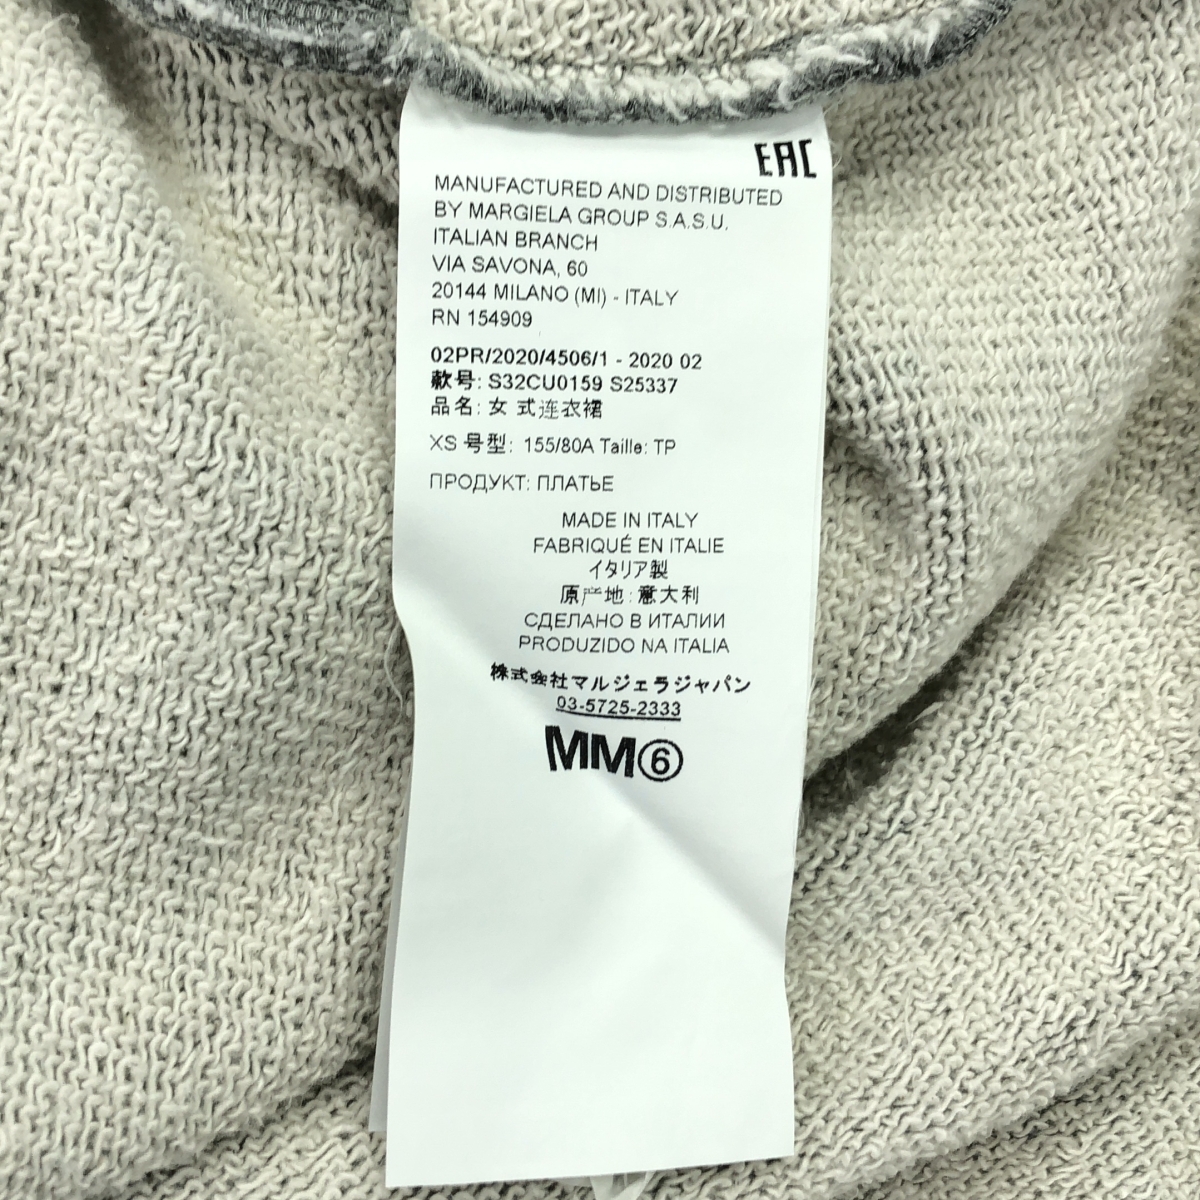 EAC
MANUFACTURED AND DISTRIBUTED
BY MARGIELA GROUP S.A.S.U.
ITALIAN BRANCH
VIA SAVONA, 60
20144 MILANO (MI) - ITALY
RN 154909
02PR/2020/4506/1 - 2020 02
款号: S32CU0159 S25337
品名: 女 式连衣裙
XS 号型: 155/80A Taille: TP
ПРОДУКТ: ПЛАТЬЕ
MADE IN ITALY
FABRIQUÉ EN ITALIE
イタリア製
原产地: 意大利
СДЕЛАНО В ИТАЛИИ
PRODUZIDO NA ITALIA
株式会社マルジェラジャパン
03-5725-2333
MM⑥